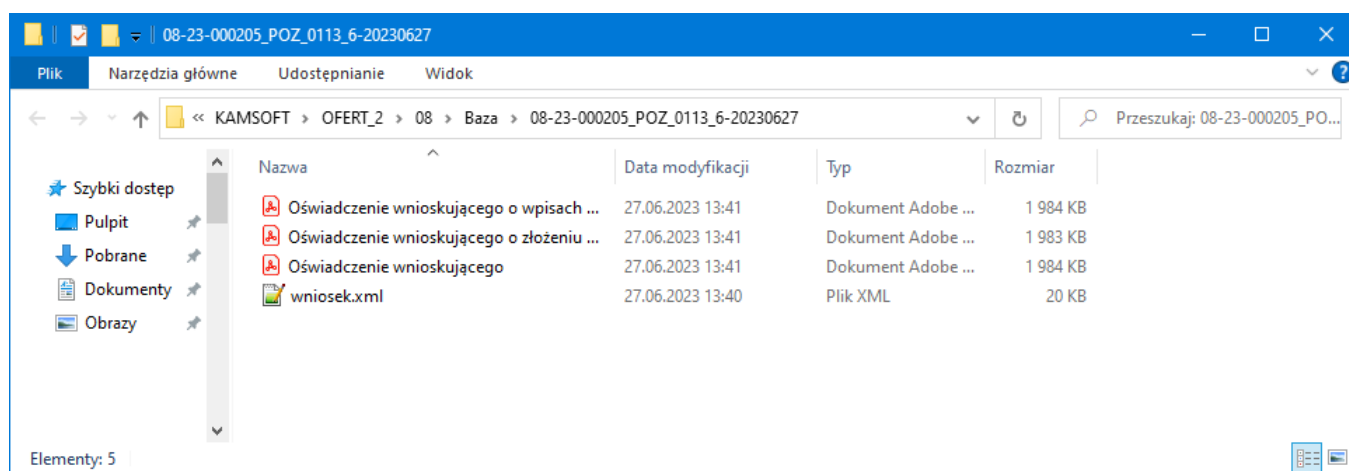 08-23-000205_POZ_0113_6-20230627
Plik Narzędzia główne Udostępnianie Widok
« KAMSOFT › OFERT_2 › 08 › Baza › 08-23-000205_POZ_0113_6-20230627 Przeszukaj: 08-23-000205_PO...
Nazwa Data modyfikacji Typ Rozmiar
Szybki dostęp
Pulpit
Pobrane
Dokumenty
Obrazy
Oświadczenie wnioskującego o wpisach ... 27.06.2023 13:41 Dokument Adobe ... 1 984 KB
Oświadczenie wnioskującego o złożeniu ... 27.06.2023 13:41 Dokument Adobe ... 1 983 KB
Oświadczenie wnioskującego 27.06.2023 13:41 Dokument Adobe ... 1 984 KB
wniosek.xml 27.06.2023 13:40 Plik XML 20 KB
Elementy: 5